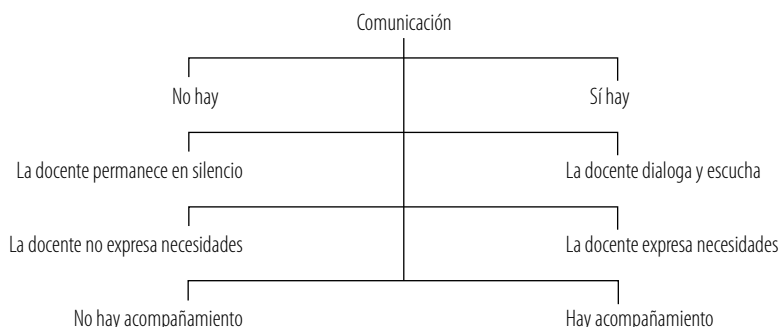 Comunicación
No hay
Sí hay
La docente permanece en silencio
La docente dialoga y escucha
La docente no expresa necesidades
La docente expresa necesidades
No hay acompañamiento
Hay acompañamiento